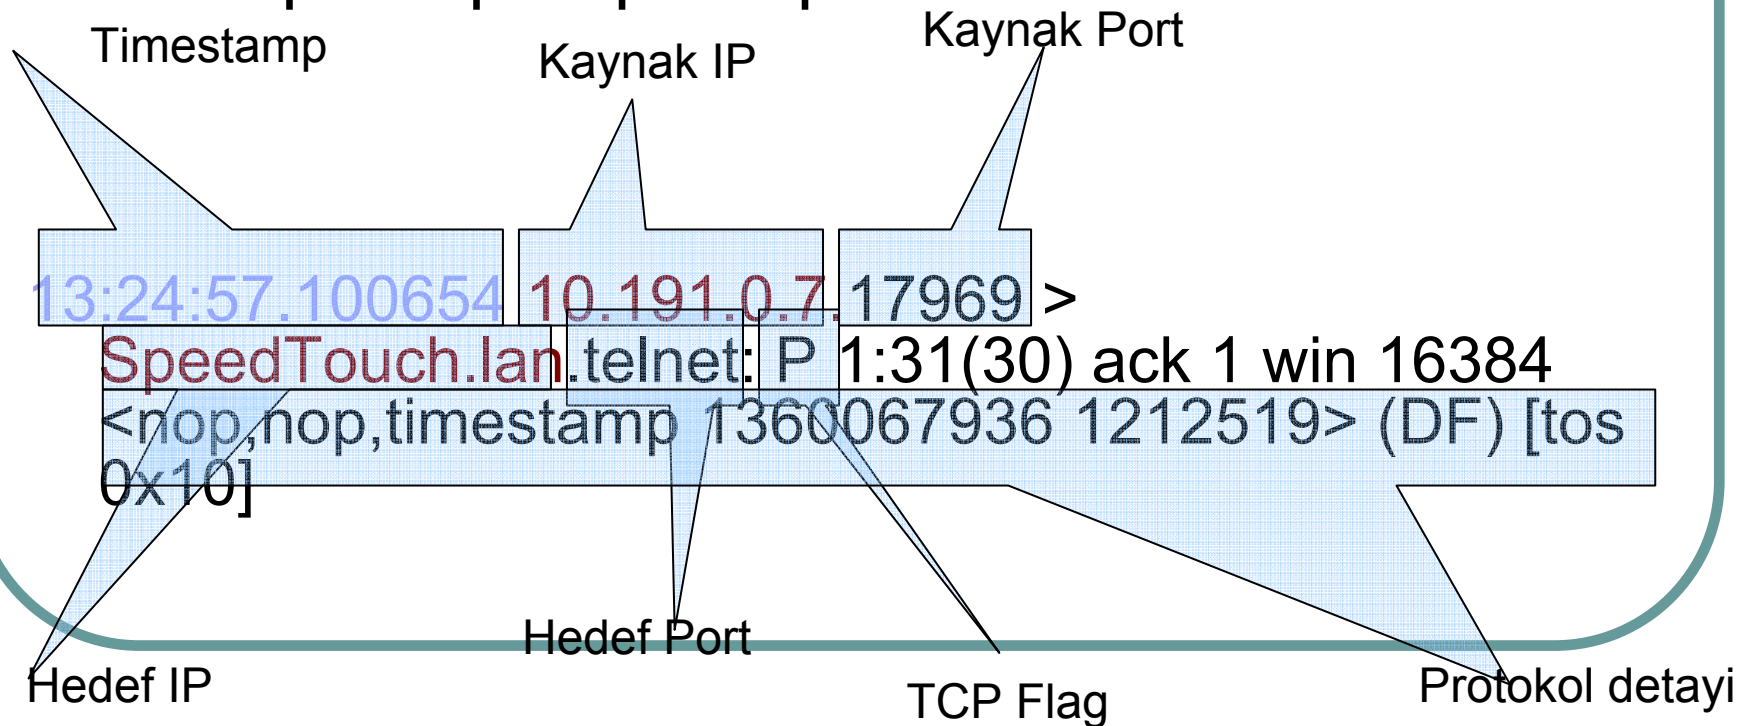 Timestamp
Kaynak IP
Kaynak Port
13:24:57.100654 10.191.0.7.17969 >
SpeedTouch.lan.telnet: P 1:31(30) ack 1 win 16384
<nop,nop,timestamp 1360067936 1212519> (DF) [tos
0x10]
Hedef Port
Hedef IP
TCP Flag
Protokol detayi